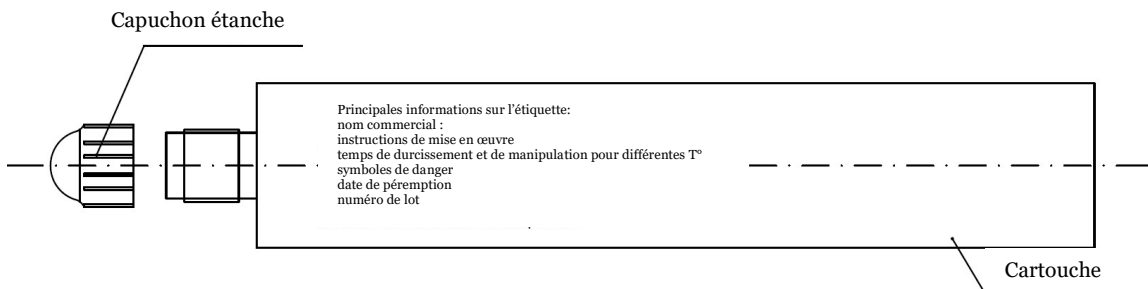 Capuchon étanche
Principales informations sur l’étiquette:
nom commercial :
instructions de mise en œuvre
temps de durcissement et de manipulation pour différentes T°
symboles de danger
date de péremption
numéro de lot
Cartouche